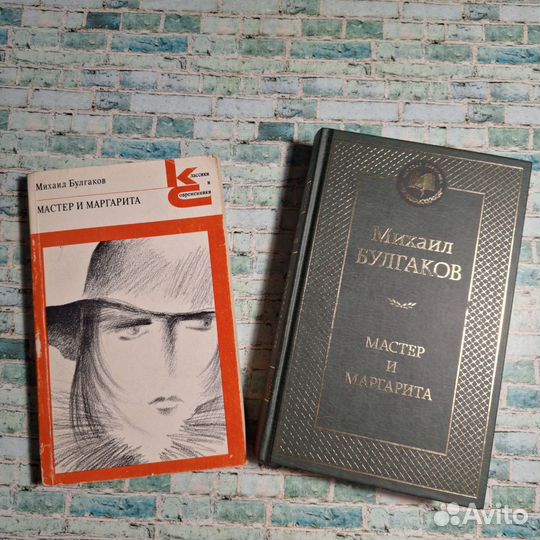 Михаил Булгаков
МАСТЕР И МАРГАРИТА
Классики и
Современники
МИХАИЛ
БУЛГАКОВ
МАСТЕР
И
МАРГАРИТА
Avito